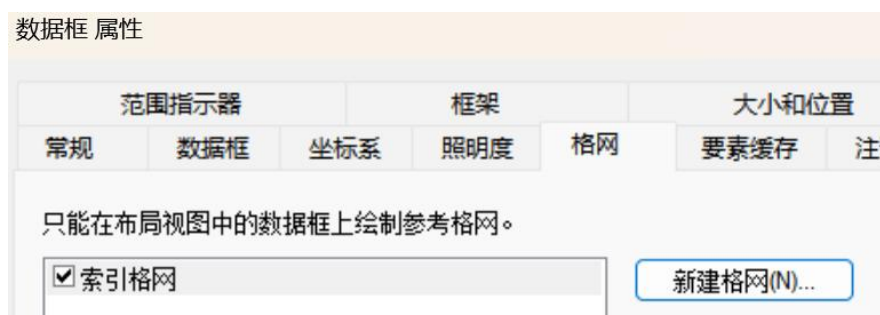 数据框 属性
范围指示器 框架 大小和位置
常规 数据框 坐标系 照明度 格网 要素缓存 注
只能在布局视图中的数据框上绘制参考格网。
索引格网 新建格网(N)...